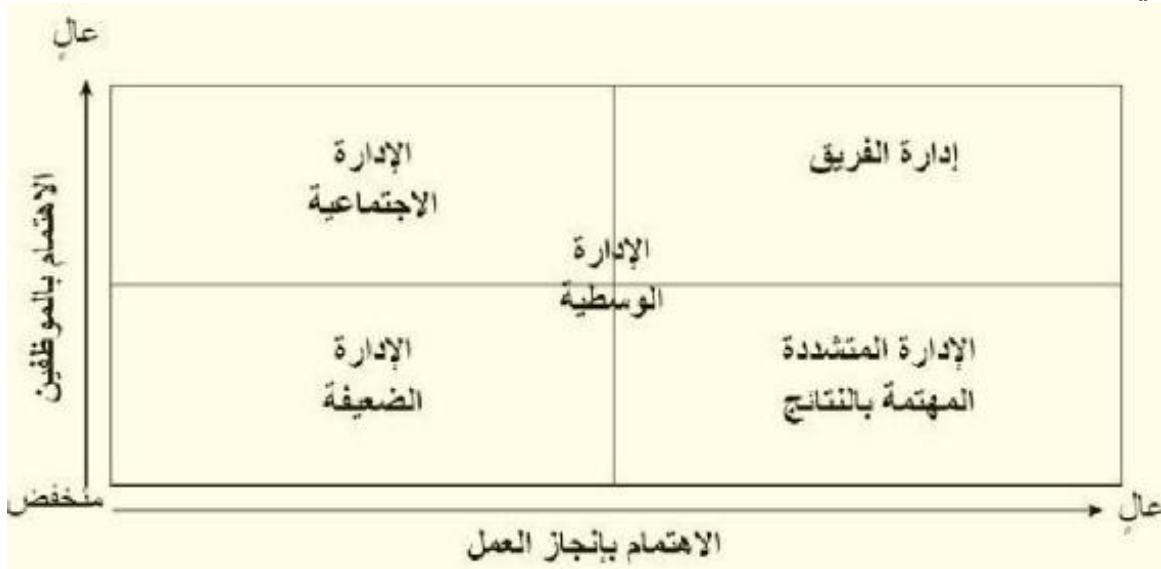 عالٍ
الإدارة
الاجتماعية
إدارة الفريق
الاهتمام بالموظفين
الإدارة
الوسطية
الإدارة
الضعيفة
الإدارة المتشددة
المهتمة بالنتائج
منخفض
عالٍ
الاهتمام بإنجاز العمل